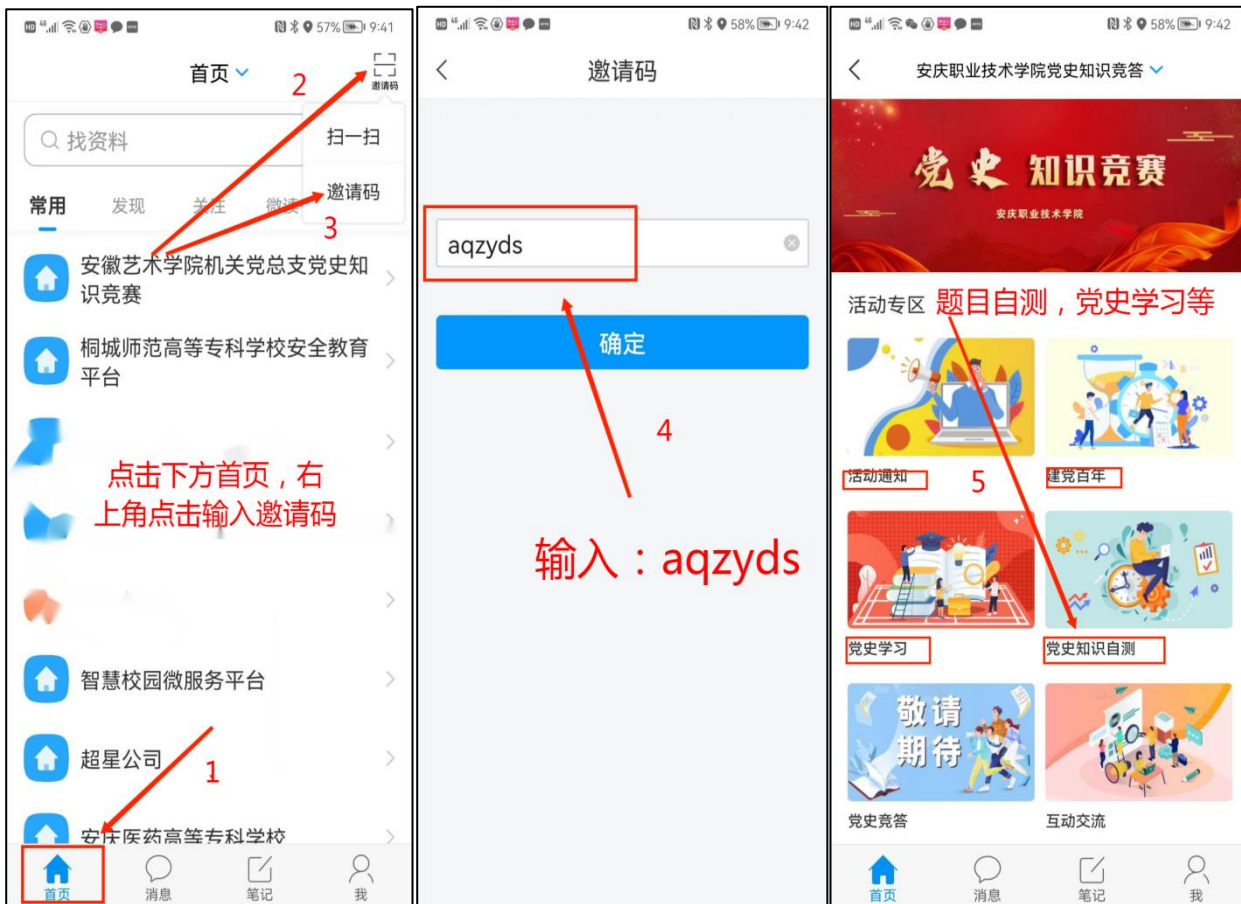 57% 9:41
首页
邀请码
2
找资料
扫一扫
邀请码
3
常用 发现 关注 微读
安徽艺术学院机关党总支党史知
识竞赛
桐城师范高等专科学校安全教育
平台
点击下方首页，右
上角点击输入邀请码
智慧校园微服务平台
超星公司
1
安庆医药高等专科学校
首页 消息 笔记 我
58% 9:42
邀请码
aqzyds
确定
4
输入：aqzyds
58% 9:42
安庆职业技术学院党史知识竞答
党史 知识竞赛
安庆职业技术学院
活动专区 题目自测，党史学习等
活动通知 5 建党百年
党史学习 党史知识自测
敬请
期待
党史竞答 互动交流
首页 消息 笔记 我